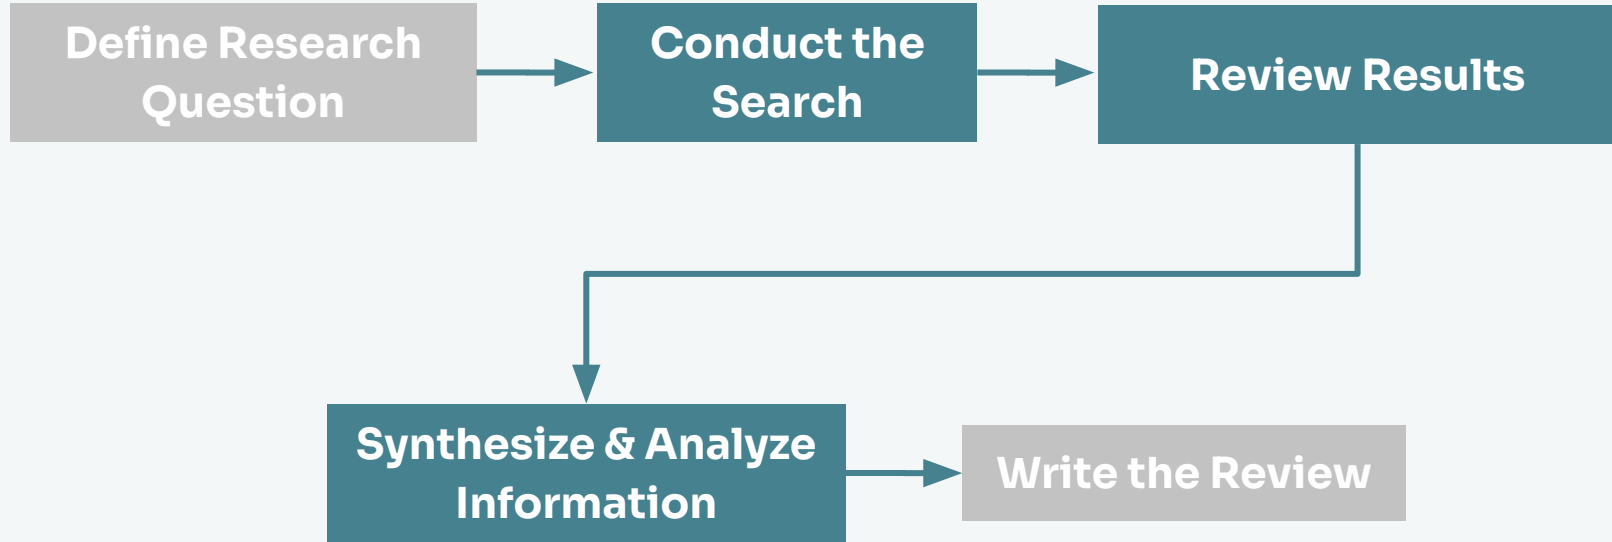 Define Research
Question
Conduct the
Search
Review Results
Synthesize & Analyze
Information
Write the Review